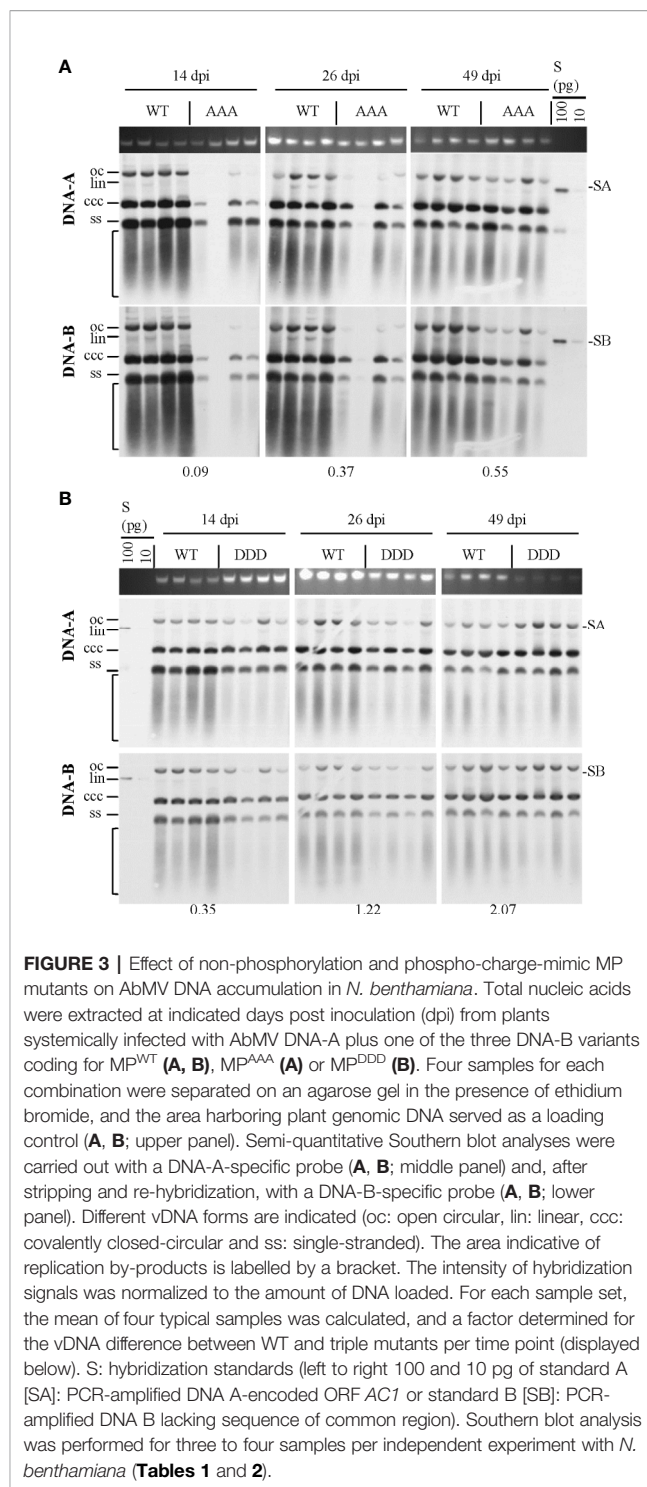 A
14 dpi 26 dpi 49 dpi S (pg)
WT AAA WT AAA WT AAA 100 10
DNA-A
oc
lin
ccc
ss
-SA
DNA-B
oc
lin
ccc
ss
-SB
0.09 0.37 0.55
B
S (pg) 14 dpi 26 dpi 49 dpi
100 10 WT DDD WT DDD WT DDD
DNA-A
oc
lin
ccc
ss
-SA
DNA-B
oc
lin
ccc
ss
-SB
0.35 1.22 2.07
FIGURE 3 | Effect of non-phosphorylation and phospho-charge-mimic MP
mutants on AbMV DNA accumulation in N. benthamiana. Total nucleic acids
were extracted at indicated days post inoculation (dpi) from plants
systemically infected with AbMV DNA-A plus one of the three DNA-B variants
coding for MPWT (A, B), MPAAA (A) or MPDDD (B). Four samples for each
combination were separated on an agarose gel in the presence of ethidium
bromide, and the area harboring plant genomic DNA served as a loading
control (A, B; upper panel). Semi-quantitative Southern blot analyses were
carried out with a DNA-A-specific probe (A, B; middle panel) and, after
stripping and re-hybridization, with a DNA-B-specific probe (A, B; lower
panel). Different vDNA forms are indicated (oc: open circular, lin: linear, ccc:
covalently closed-circular and ss: single-stranded). The area indicative of
replication by-products is labelled by a bracket. The intensity of hybridization
signals was normalized to the amount of DNA loaded. For each sample set,
the mean of four typical samples was calculated, and a factor determined for
the vDNA difference between WT and triple mutants per time point (displayed
below). S: hybridization standards (left to right 100 and 10 pg of standard A
[SA]: PCR-amplified DNA A-encoded ORF AC1 or standard B [SB]: PCR-
amplified DNA B lacking sequence of common region). Southern blot analysis
was performed for three to four samples per independent experiment with N.
benthamiana (Tables 1 and 2).